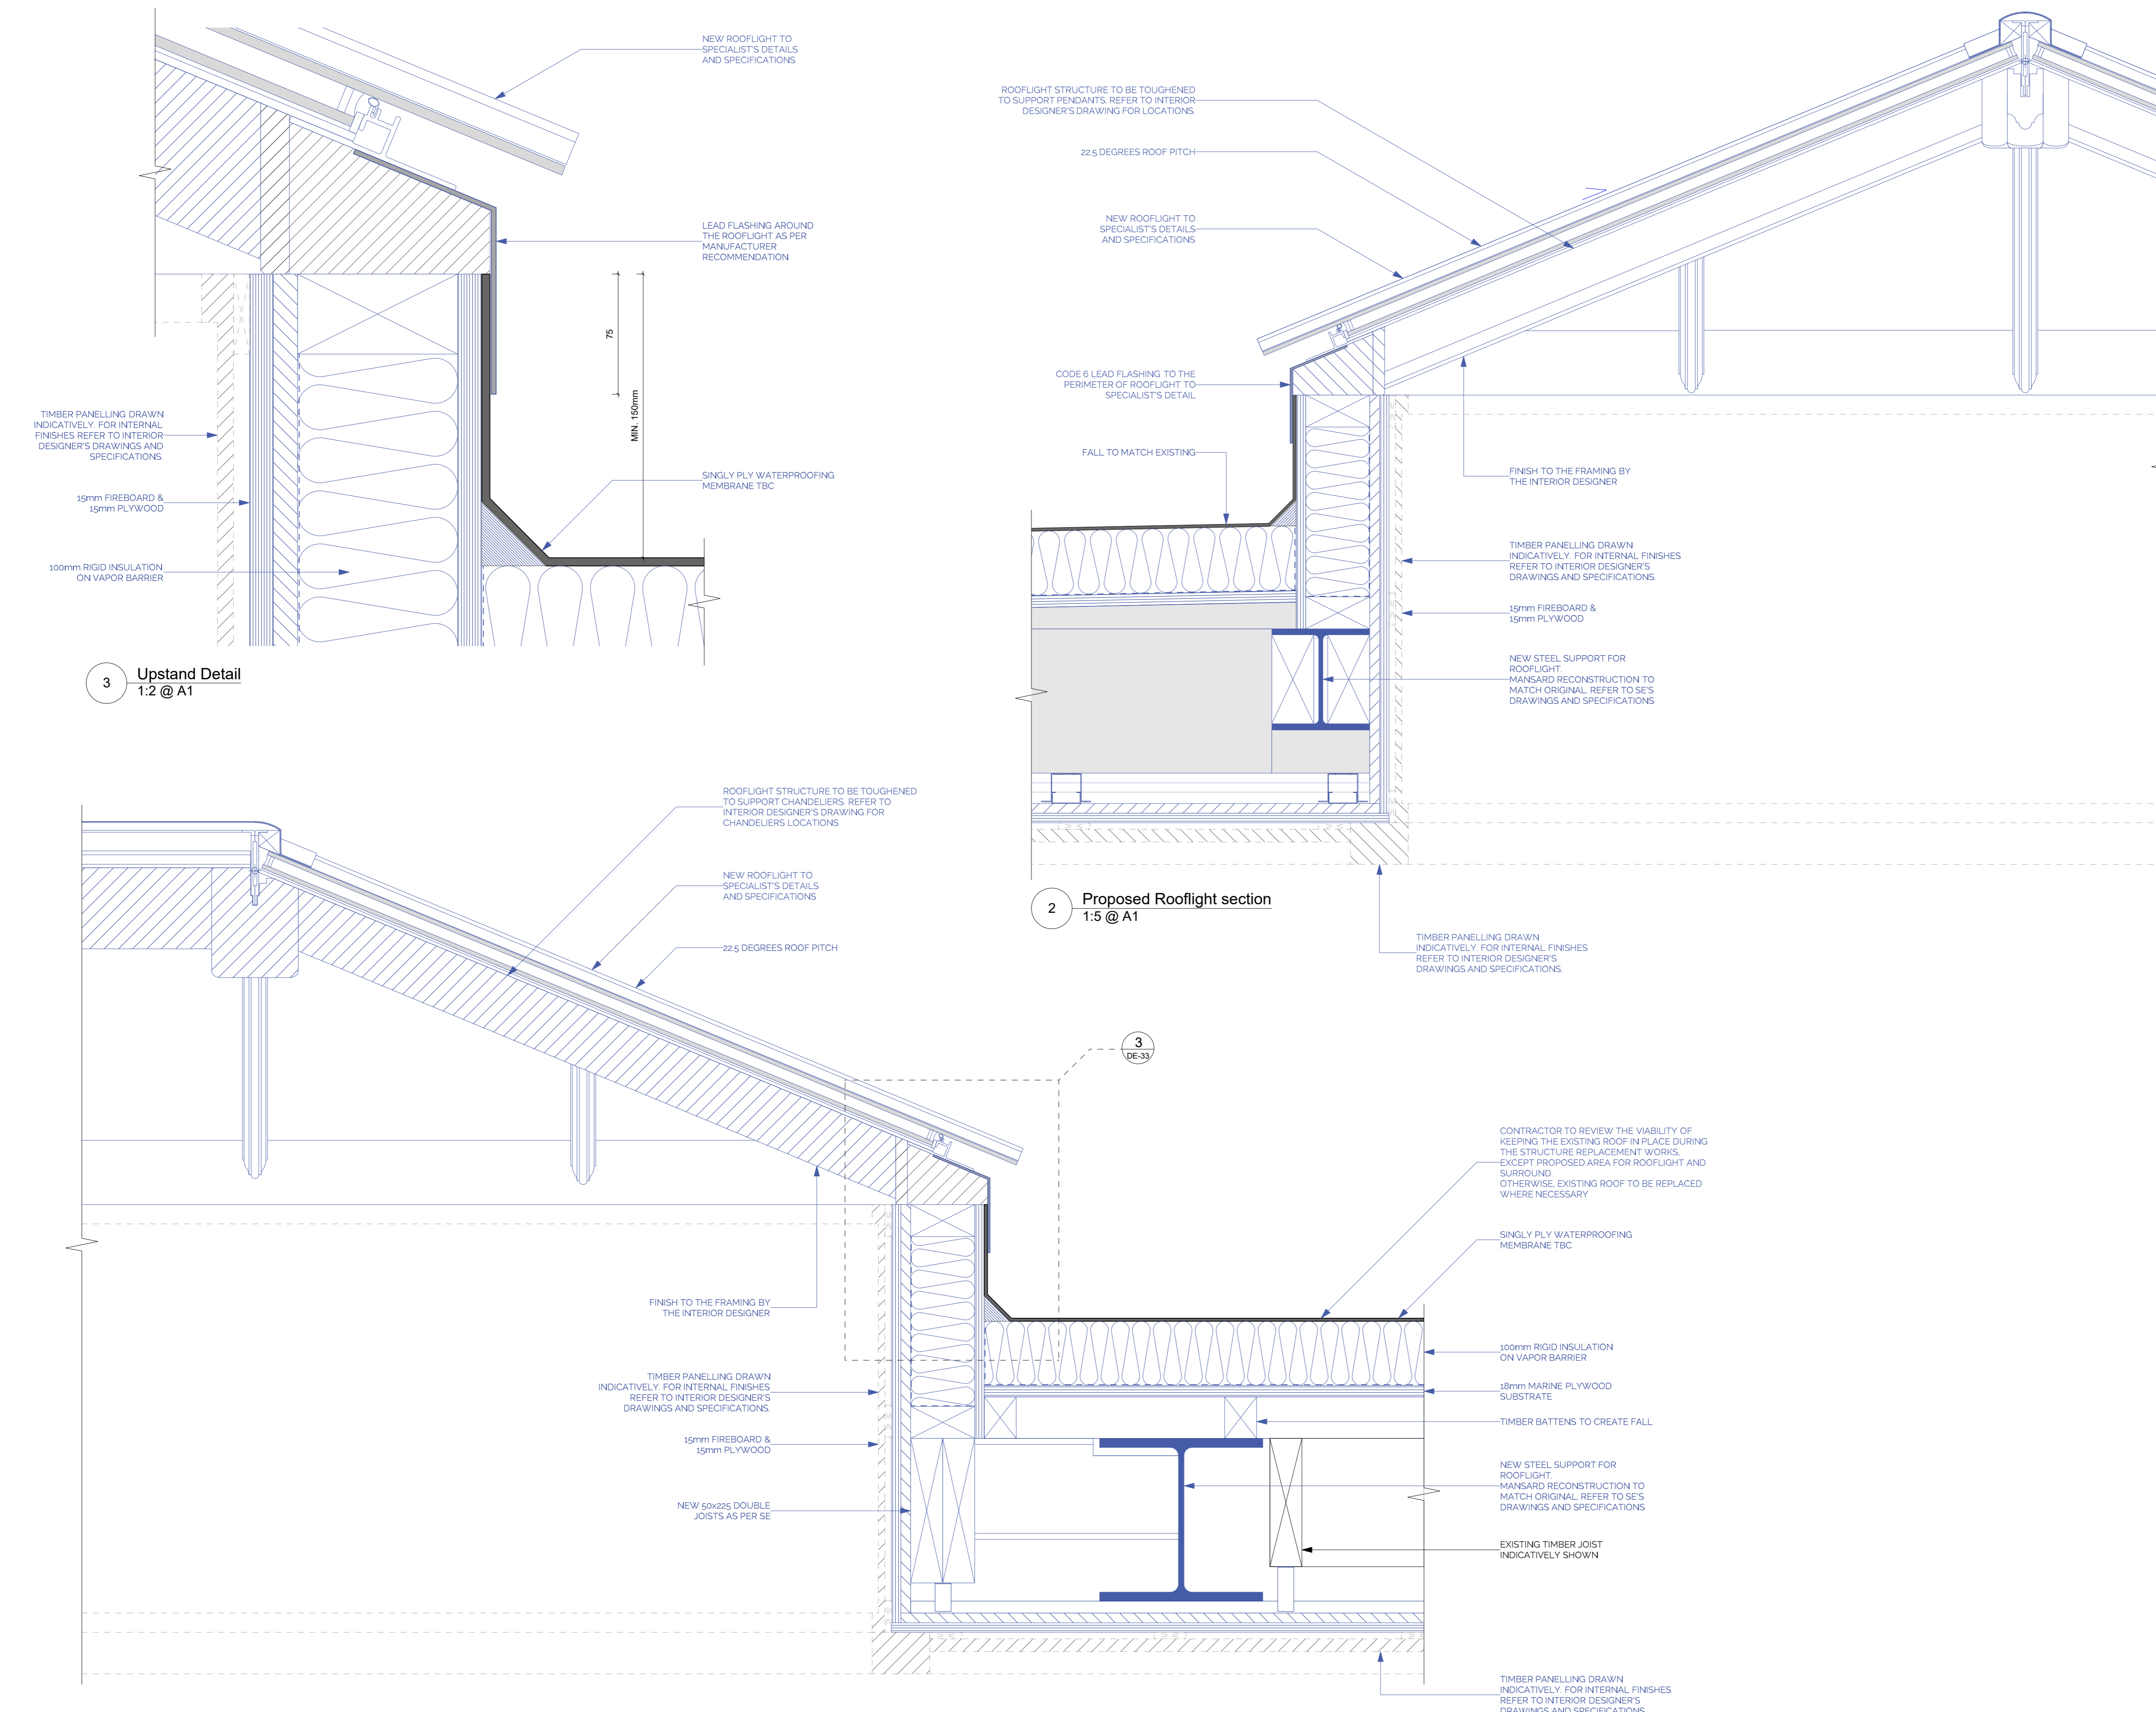 NEW ROOFLIGHT TO
SPECIALIST'S DETAILS
AND SPECIFICATIONS
LEAD FLASHING AROUND
THE ROOFLIGHT AS PER
MANUFACTURER
RECOMMENDATION
75
MIN. 150mm
TIMBER PANELLING DRAWN
INDICATIVELY. FOR INTERNAL
FINISHES REFER TO INTERIOR
DESIGNER'S DRAWINGS AND
SPECIFICATIONS.
SINGLY PLY WATERPROOFING
MEMBRANE TBC
15mm FIREBOARD &
15mm PLYWOOD
100mm RIGID INSULATION
ON VAPOR BARRIER
3
Upstand Detail
1:2 @ A1
ROOFLIGHT STRUCTURE TO BE TOUGHENED
TO SUPPORT PENDANTS. REFER TO INTERIOR
DESIGNER'S DRAWING FOR LOCATIONS.
22.5 DEGREES ROOF PITCH
NEW ROOFLIGHT TO
SPECIALIST'S DETAILS
AND SPECIFICATIONS
CODE 6 LEAD FLASHING TO THE
PERIMETER OF ROOFLIGHT TO
SPECIALIST'S DETAIL
FALL TO MATCH EXISTING
FINISH TO THE FRAMING BY
THE INTERIOR DESIGNER
TIMBER PANELLING DRAWN
INDICATIVELY. FOR INTERNAL FINISHES
REFER TO INTERIOR DESIGNER'S
DRAWINGS AND SPECIFICATIONS.
15mm FIREBOARD &
15mm PLYWOOD
NEW STEEL SUPPORT FOR
ROOFLIGHT.
MANSARD RECONSTRUCTION TO
MATCH ORIGINAL. REFER TO SE'S
DRAWINGS AND SPECIFICATIONS
2
Proposed Rooflight section
1:5 @ A1
TIMBER PANELLING DRAWN
INDICATIVELY. FOR INTERNAL FINISHES
REFER TO INTERIOR DESIGNER'S
DRAWINGS AND SPECIFICATIONS.
ROOFLIGHT STRUCTURE TO BE TOUGHENED
TO SUPPORT CHANDELIERS. REFER TO
INTERIOR DESIGNER'S DRAWING FOR
CHANDELIERS LOCATIONS
NEW ROOFLIGHT TO
SPECIALIST'S DETAILS
AND SPECIFICATIONS
22.5 DEGREES ROOF PITCH
3
DE-33
CONTRACTOR TO REVIEW THE VIABILITY OF
KEEPING THE EXISTING ROOF IN PLACE DURING
THE STRUCTURE REPLACEMENT WORKS,
EXCEPT PROPOSED AREA FOR ROOFLIGHT AND
SURROUND.
OTHERWISE, EXISTING ROOF TO BE REPLACED
WHERE NECESSARY
SINGLY PLY WATERPROOFING
MEMBRANE TBC
FINISH TO THE FRAMING BY
THE INTERIOR DESIGNER
100mm RIGID INSULATION
ON VAPOR BARRIER
TIMBER PANELLING DRAWN
INDICATIVELY. FOR INTERNAL FINISHES
REFER TO INTERIOR DESIGNER'S
DRAWINGS AND SPECIFICATIONS.
18mm MARINE PLYWOOD
SUBSTRATE
TIMBER BATTENS TO CREATE FALL
15mm FIREBOARD &
15mm PLYWOOD
NEW STEEL SUPPORT FOR
ROOFLIGHT.
MANSARD RECONSTRUCTION TO
MATCH ORIGINAL. REFER TO SE'S
DRAWINGS AND SPECIFICATIONS
NEW 50x225 DOUBLE
JOISTS AS PER SE
EXISTING TIMBER JOIST
INDICATIVELY SHOWN
TIMBER PANELLING DRAWN
INDICATIVELY. FOR INTERNAL FINISHES
REFER TO INTERIOR DESIGNER'S
DRAWINGS AND SPECIFICATIONS